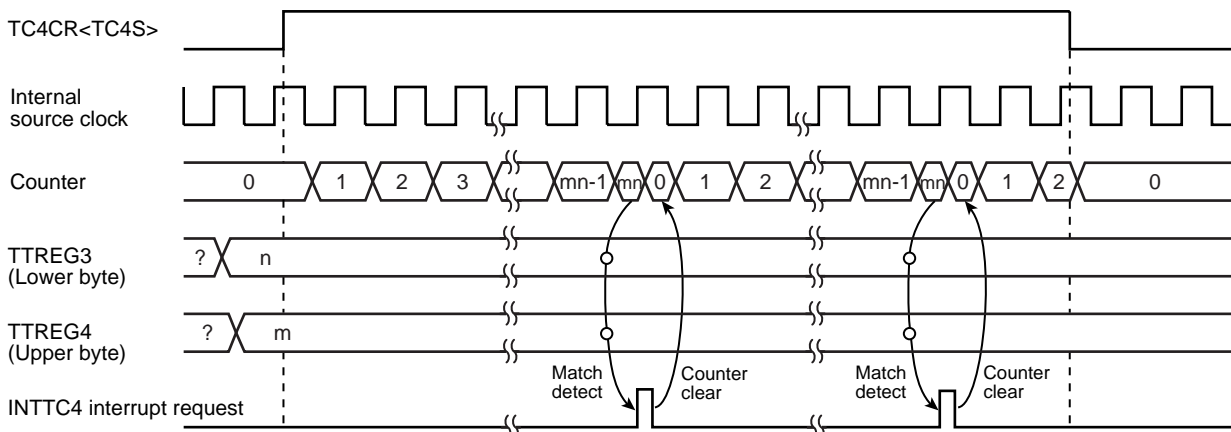 TC4CR<TC4S>
Internal
source clock
Counter
0 1 2 3 mn-1 mn 0 1 2 mn-1 mn 0 1 2 0
TTREG3
(Lower byte)
? n
TTREG4
(Upper byte)
? m
Match
detect
Counter
clear
Match
detect
Counter
clear
INTTC4 interrupt request